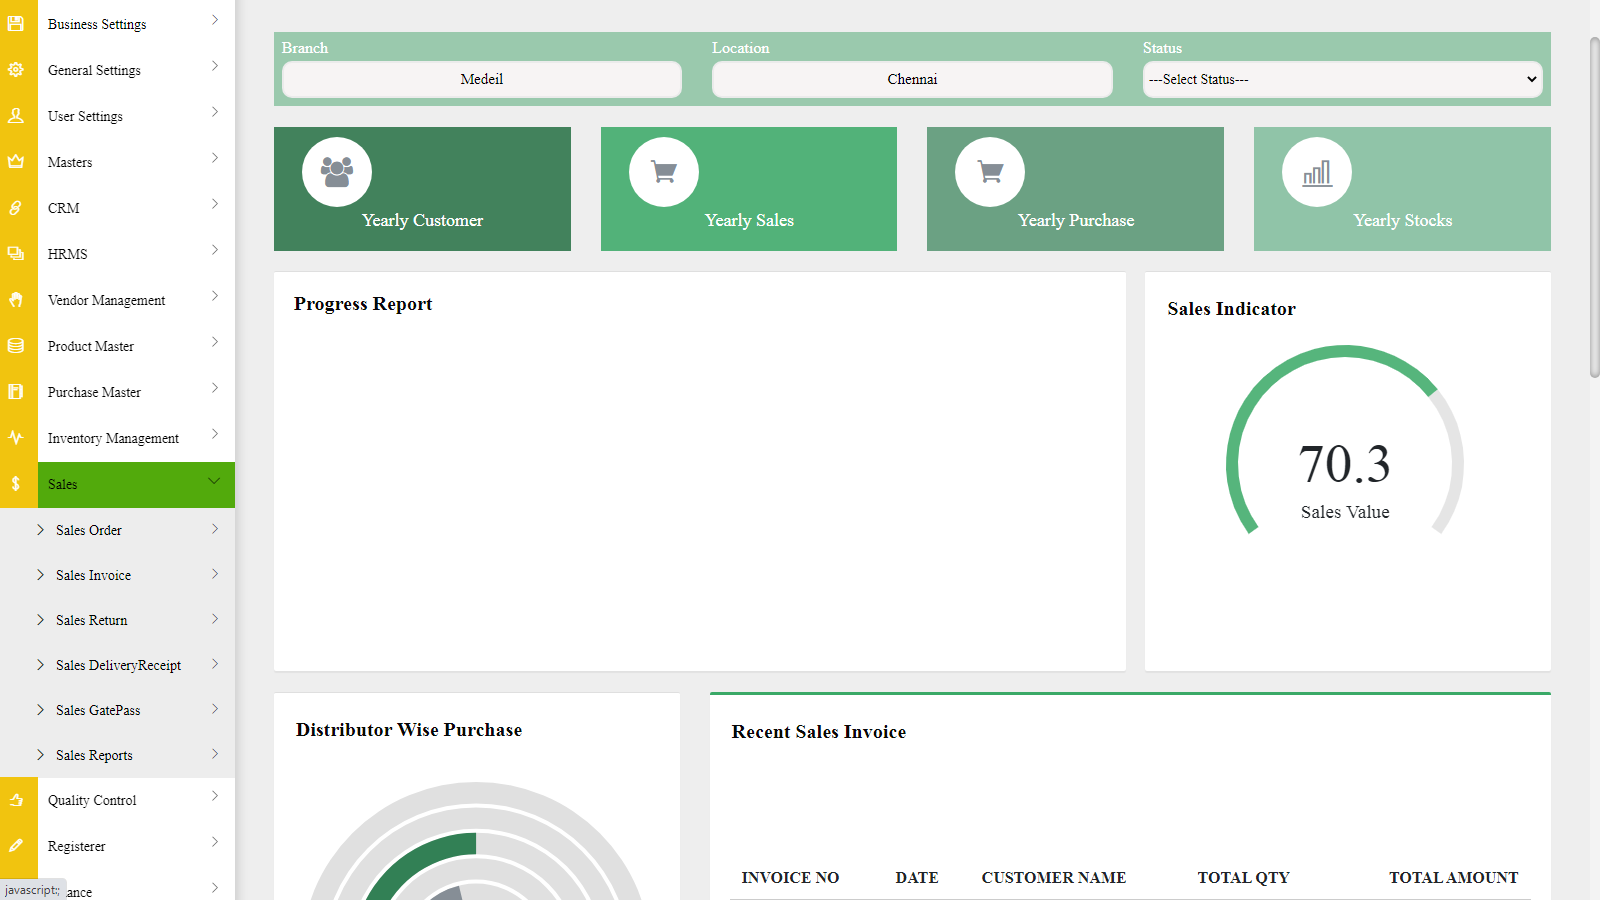 Business Settings
General Settings
User Settings
Masters
CRM
HRMS
Vendor Management
Product Master
Purchase Master
Inventory Management
Sales
Sales Order
Sales Invoice
Sales Return
Sales DeliveryReceipt
Sales GatePass
Sales Reports
Quality Control
Registerer
javascript:;
Branch
Medeil
Location
Chennai
Status
---Select Status---
Yearly Customer
Yearly Sales
Yearly Purchase
Yearly Stocks
Progress Report
Sales Indicator
70.3
Sales Value
Distributor Wise Purchase
Recent Sales Invoice
INVOICE NO DATE CUSTOMER NAME TOTAL QTY TOTAL AMOUNT